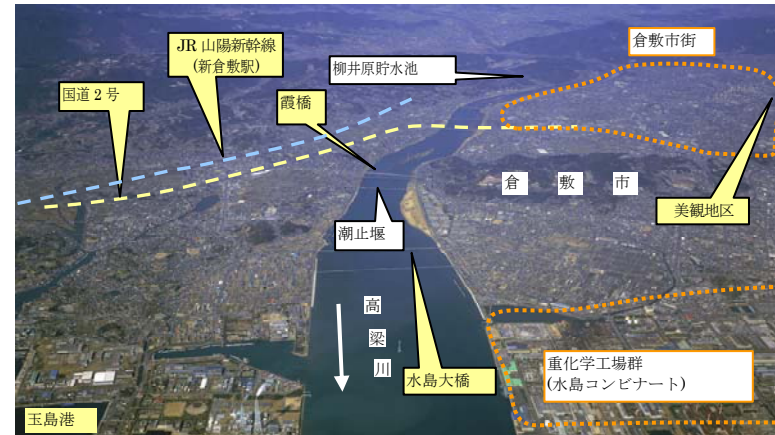 JR 山陽新幹線
(新倉敷駅)
倉敷市街
柳井原貯水池
国道2号
霞橋
倉 敷 市
美観地区
潮止堰
高
梁
川
水島大橋
重化学工場群
(水島コンビナート)
玉島港